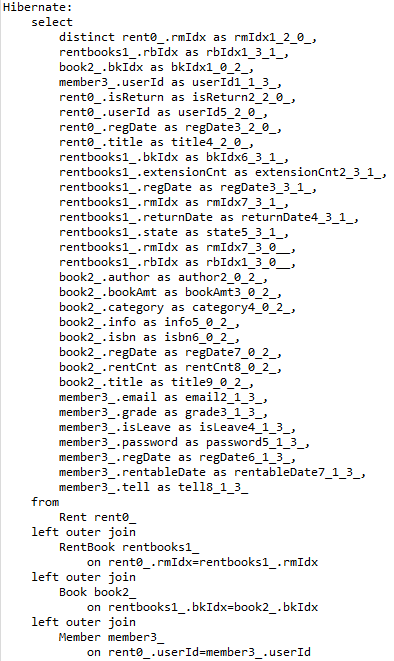 Hibernate:
    select
        distinct rent0_.rmIdx as rmIdx1_2_0_,
        rentbooks1_.rbIdx as rbIdx1_3_1_,
        book2_.bkIdx as bkIdx1_0_2_,
        member3_.userId as userId1_1_3_,
        rent0_.isReturn as isReturn2_2_0_,
        rent0_.userId as userId5_2_0_,
        rent0_.regDate as regDate3_2_0_,
        rent0_.title as title4_2_0_,
        rentbooks1_.bkIdx as bkIdx6_3_1_,
        rentbooks1_.extensionCnt as extensionCnt2_3_1_,
        rentbooks1_.regDate as regDate3_3_1_,
        rentbooks1_.rmIdx as rmIdx7_3_1_,
        rentbooks1_.returnDate as returnDate4_3_1_,
        rentbooks1_.state as state5_3_1_,
        rentbooks1_.rmIdx as rmIdx7_3_0__,
        rentbooks1_.rbIdx as rbIdx1_3_0__,
        book2_.author as author2_0_2_,
        book2_.bookAmt as bookAmt3_0_2_,
        book2_.category as category4_0_2_,
        book2_.info as info5_0_2_,
        book2_.isbn as isbn6_0_2_,
        book2_.regDate as regDate7_0_2_,
        book2_.rentCnt as rentCnt8_0_2_,
        book2_.title as title9_0_2_,
        member3_.email as email2_1_3_,
        member3_.grade as grade3_1_3_,
        member3_.isLeave as isLeave4_1_3_,
        member3_.password as password5_1_3_,
        member3_.regDate as regDate6_1_3_,
        member3_.rentableDate as rentableDate7_1_3_,
        member3_.tell as tell8_1_3_
    from
        Rent rent0_
    left outer join
        RentBook rentbooks1_
            on rent0_.rmIdx=rentbooks1_.rmIdx
    left outer join
        Book book2_
            on rentbooks1_.bkIdx=book2_.bkIdx
    left outer join
        Member member3_
            on rent0_.userId=member3_.userId